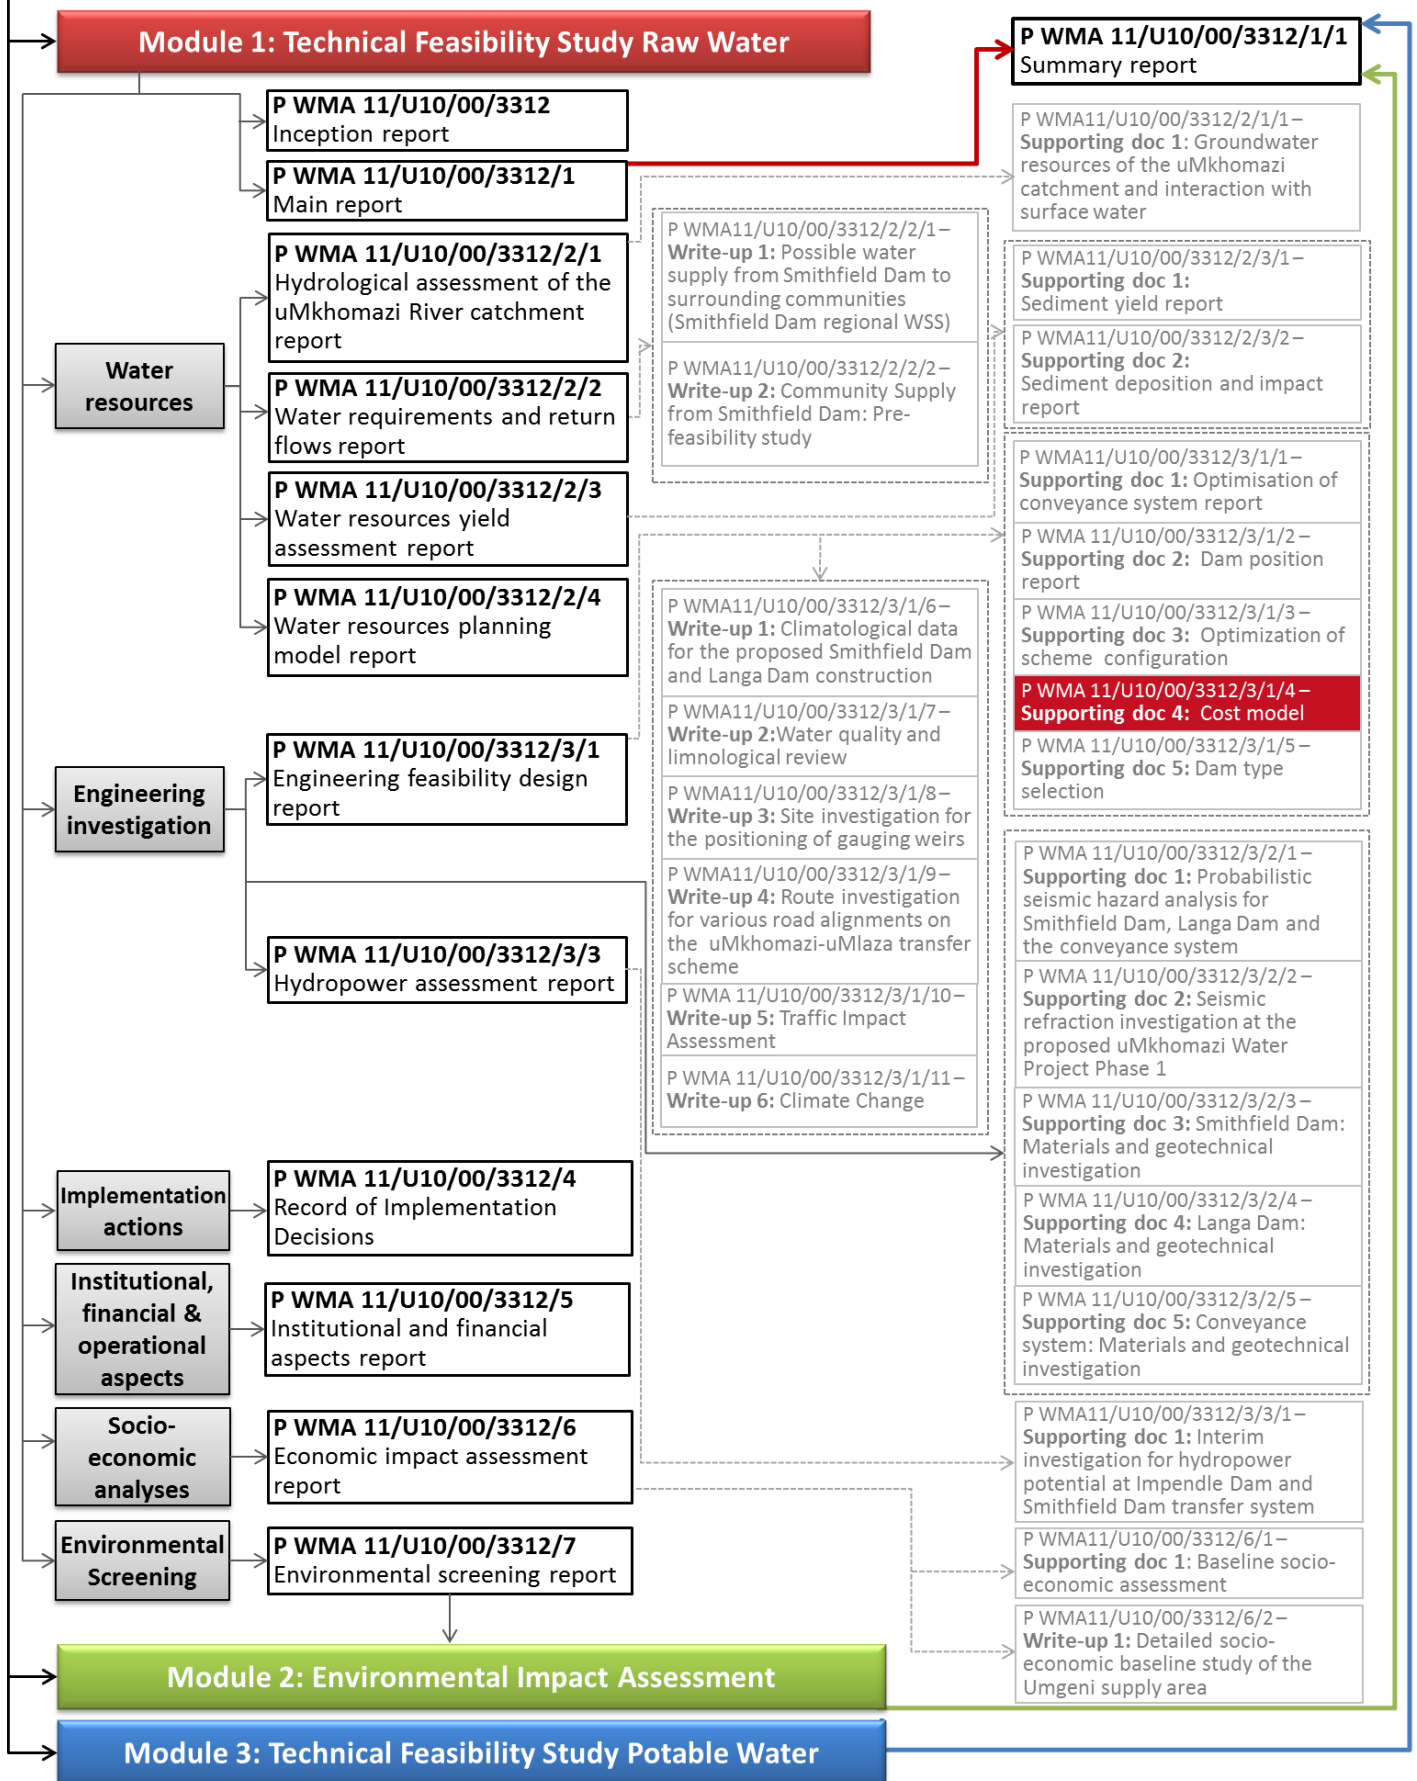 Module 1: Technical Feasibility Study Raw Water
P WMA 11/U10/00/3312/1/1
Summary report
P WMA 11/U10/00/3312
Inception report
P WMA 11/U10/00/3312/1
Main report
P WMA 11/U10/00/3312/2/1
Hydrological assessment of the
uMkhomazi River catchment
report
Water
resources
P WMA 11/U10/00/3312/2/2
Water requirements and return
flows report
P WMA 11/U10/00/3312/2/3
Water resources yield
assessment report
P WMA 11/U10/00/3312/2/4
Water resources planning
model report
Engineering
investigation
P WMA 11/U10/00/3312/3/1
Engineering feasibility design
report
P WMA 11/U10/00/3312/3/3
Hydropower assessment report
Implementation
actions
P WMA 11/U10/00/3312/4
Record of Implementation
Decisions
Institutional,
financial &
operational
aspects
P WMA 11/U10/00/3312/5
Institutional and financial
aspects report
Socio-
economic
analyses
P WMA 11/U10/00/3312/6
Economic impact assessment
report
Environmental
Screening
P WMA 11/U10/00/3312/7
Environmental screening report
P WMA11/U10/00/3312/2/2/1–
Write-up 1: Possible water
supply from Smithfield Dam to
surrounding communities
(Smithfield Dam regional WSS)
P WMA11/U10/00/3312/2/2/2–
Write-up 2: Community Supply
from Smithfield Dam: Pre-
feasibility study
P WMA11/U10/00/3312/3/1/6–
Write-up 1: Climatological data
for the proposed Smithfield Dam
and Langa Dam construction
P WMA11/U10/00/3312/3/1/7–
Write-up 2:Water quality and
limnological review
P WMA11/U10/00/3312/3/1/8–
Write-up 3: Site investigation for
the positioning of gauging weirs
P WMA11/U10/00/3312/3/1/9–
Write-up 4: Route investigation
for various road alignments on
the uMkhomazi-uMlaza transfer
scheme
P WMA 11/U10/00/3312/3/1/10–
Write-up 5: Traffic Impact
Assessment
P WMA 11/U10/00/3312/3/1/11–
Write-up 6: Climate Change
P WMA11/U10/00/3312/2/1/1–
Supporting doc 1: Groundwater
resources of the uMkhomazi
catchment and interaction with
surface water
P WMA11/U10/00/3312/2/3/1–
Supporting doc 1:
Sediment yield report
P WMA11/U10/00/3312/2/3/2–
Supporting doc 2:
Sediment deposition and impact
report
P WMA11/U10/00/3312/3/1/1–
Supporting doc 1: Optimisation of
conveyance system report
P WMA 11/U10/00/3312/3/1/2–
Supporting doc 2: Dam position
report
P WMA 11/U10/00/3312/3/1/3–
Supporting doc 3: Optimization of
scheme configuration
P WMA 11/U10/00/3312/3/1/4–
Supporting doc 4: Cost model
P WMA 11/U10/00/3312/3/1/5–
Supporting doc 5: Dam type
selection
P WMA 11/U10/00/3312/3/2/1–
Supporting doc 1: Probabilistic
seismic hazard analysis for
Smithfield Dam, Langa Dam and
the conveyance system
P WMA 11/U10/00/3312/3/2/2–
Supporting doc 2: Seismic
refraction investigation at the
proposed uMkhomazi Water
Project Phase 1
P WMA 11/U10/00/3312/3/2/3–
Supporting doc 3: Smithfield Dam:
Materials and geotechnical
investigation
P WMA 11/U10/00/3312/3/2/4–
Supporting doc 4: Langa Dam:
Materials and geotechnical
investigation
P WMA 11/U10/00/3312/3/2/5–
Supporting doc 5: Conveyance
system: Materials and geotechnical
investigation
P WMA11/U10/00/3312/3/3/1–
Supporting doc 1: Interim
investigation for hydropower
potential at Impendle Dam and
Smithfield Dam transfer system
P WMA11/U10/00/3312/6/1–
Supporting doc 1: Baseline socio-
economic assessment
P WMA11/U10/00/3312/6/2–
Write-up 1: Detailed socio-
economic baseline study of the
Umgeni supply area
Module 2: Environmental Impact Assessment
Module 3: Technical Feasibility Study Potable Water